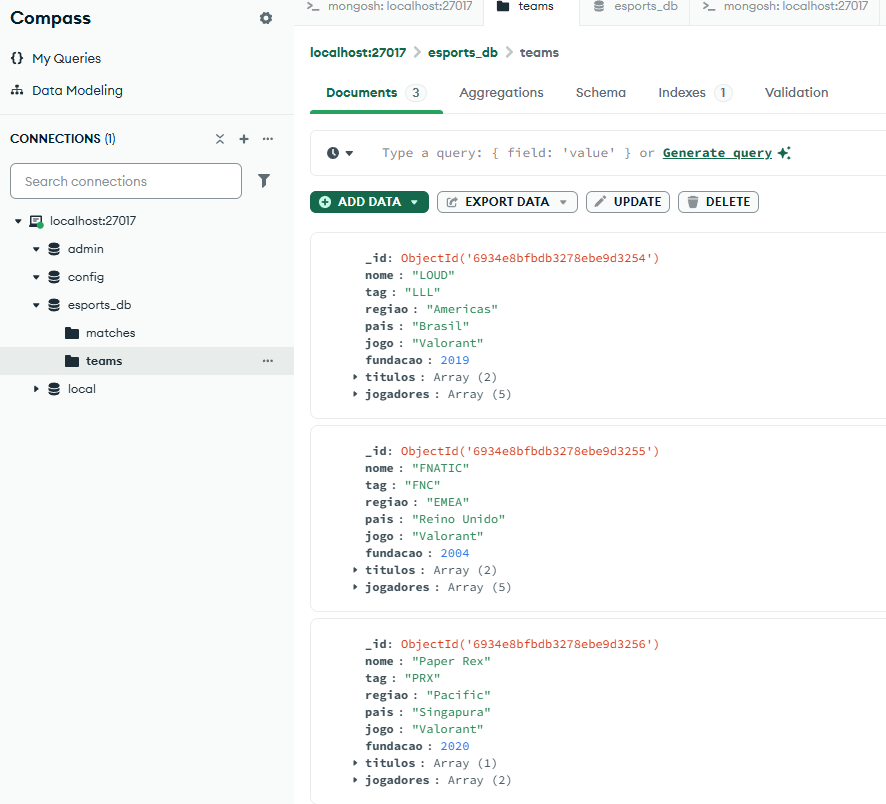 Compass
My Queries
Data Modeling
CONNECTIONS (1)
Search connections
localhost:27017
admin
config
esports_db
matches
teams
local
>_ mongosh: localhost:27017
teams
esports_db
>_ mongosh: localhost:27017
localhost:27017 > esports_db > teams
Documents 3 Aggregations Schema Indexes 1 Validation
Type a query: { field: 'value' } or Generate query
ADD DATA EXPORT DATA UPDATE DELETE
_id: ObjectId('6934e8bfbdb3278ebe9d3254')
nome : "LOUD"
tag : "LLL"
regiao : "Americas"
pais : "Brasil"
jogo : "Valorant"
fundacao : 2019
titulos : Array (2)
jogadores : Array (5)
_id: ObjectId('6934e8bfbdb3278ebe9d3255')
nome : "FNATIC"
tag : "FNC"
regiao : "EMEA"
pais : "Reino Unido"
jogo : "Valorant"
fundacao : 2004
titulos : Array (2)
jogadores : Array (5)
_id: ObjectId('6934e8bfbdb3278ebe9d3256')
nome : "Paper Rex"
tag : "PRX"
regiao : "Pacific"
pais : "Singapura"
jogo : "Valorant"
fundacao : 2020
titulos : Array (1)
jogadores : Array (2)